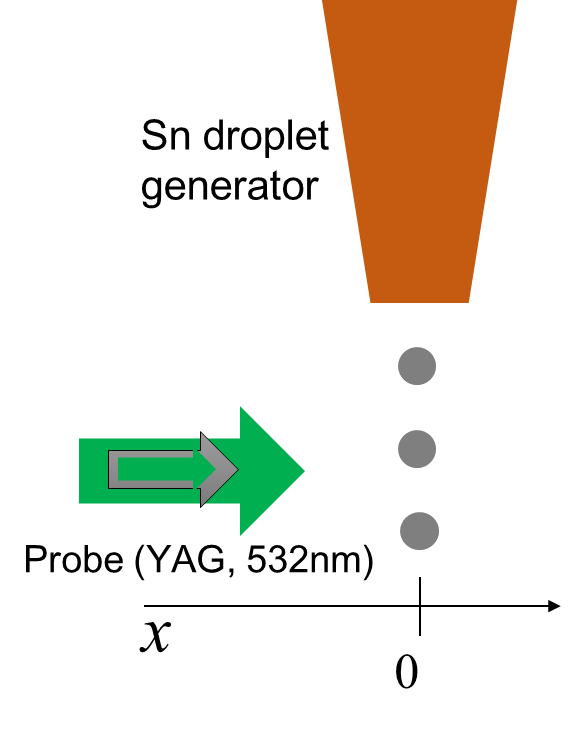 Sn droplet
generator
Probe (YAG, 532nm)
x
0